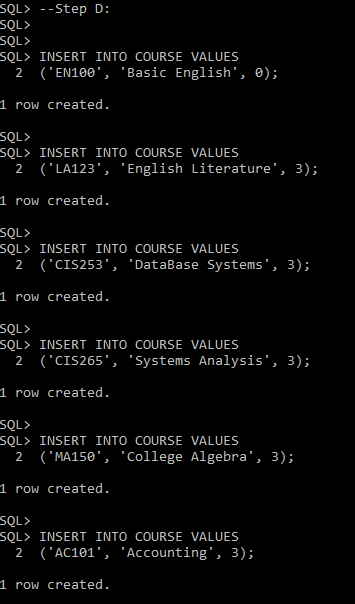 SQL> --Step D:
SQL>
SQL>
SQL> INSERT INTO COURSE VALUES
  2  ('EN100', 'Basic English', 0);
1 row created.
SQL>
SQL> INSERT INTO COURSE VALUES
  2  ('LA123', 'English Literature', 3);
1 row created.
SQL>
SQL> INSERT INTO COURSE VALUES
  2  ('CIS253', 'DataBase Systems', 3);
1 row created.
SQL>
SQL> INSERT INTO COURSE VALUES
  2  ('CIS265', 'Systems Analysis', 3);
1 row created.
SQL>
SQL> INSERT INTO COURSE VALUES
  2  ('MA150', 'College Algebra', 3);
1 row created.
SQL>
SQL> INSERT INTO COURSE VALUES
  2  ('AC101', 'Accounting', 3);
1 row created.